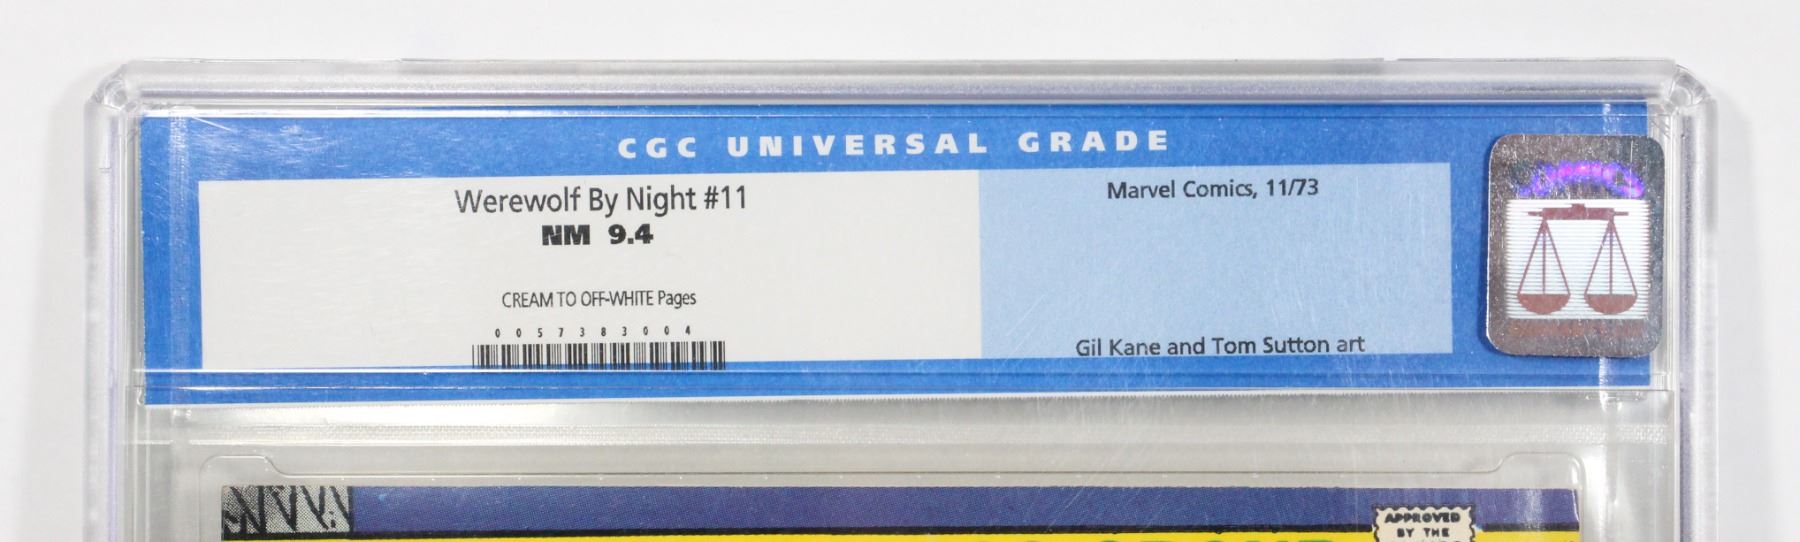 CGC UNIVERSAL GRADE
Werewolf By Night #11
NM 9.4
CREAM TO OFF-WHITE Pages
0057383004
Marvel Comics, 11/73
Gil Kane and Tom Sutton art
APPROVED
BY THE